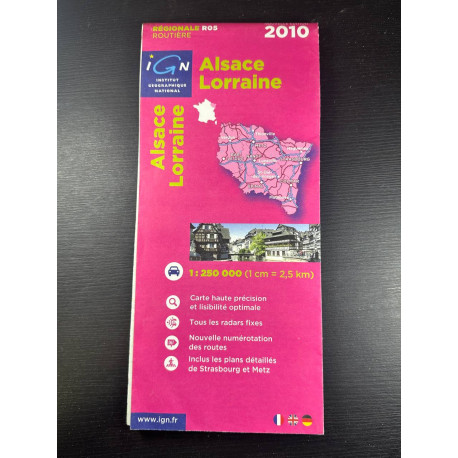 RÉGIONALE R05
ROUTIÈRE
2010
IGN
INSTITUT
GÉOGRAPHIQUE
NATIONAL
Alsace
Lorraine
Alsace
Lorraine
1 : 250 000 (1 cm = 2,5 km)
Carte haute précision
et lisibilité optimale
Tous les radars fixes
Nouvelle numérotation
des routes
Inclus les plans détaillés
de Strasbourg et Metz
www.ign.fr